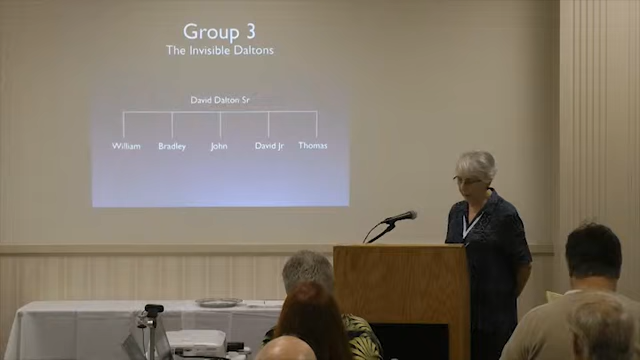 Group 3
The Invisible Daltons
David Dalton Sr
William Bradley John David Jr Thomas